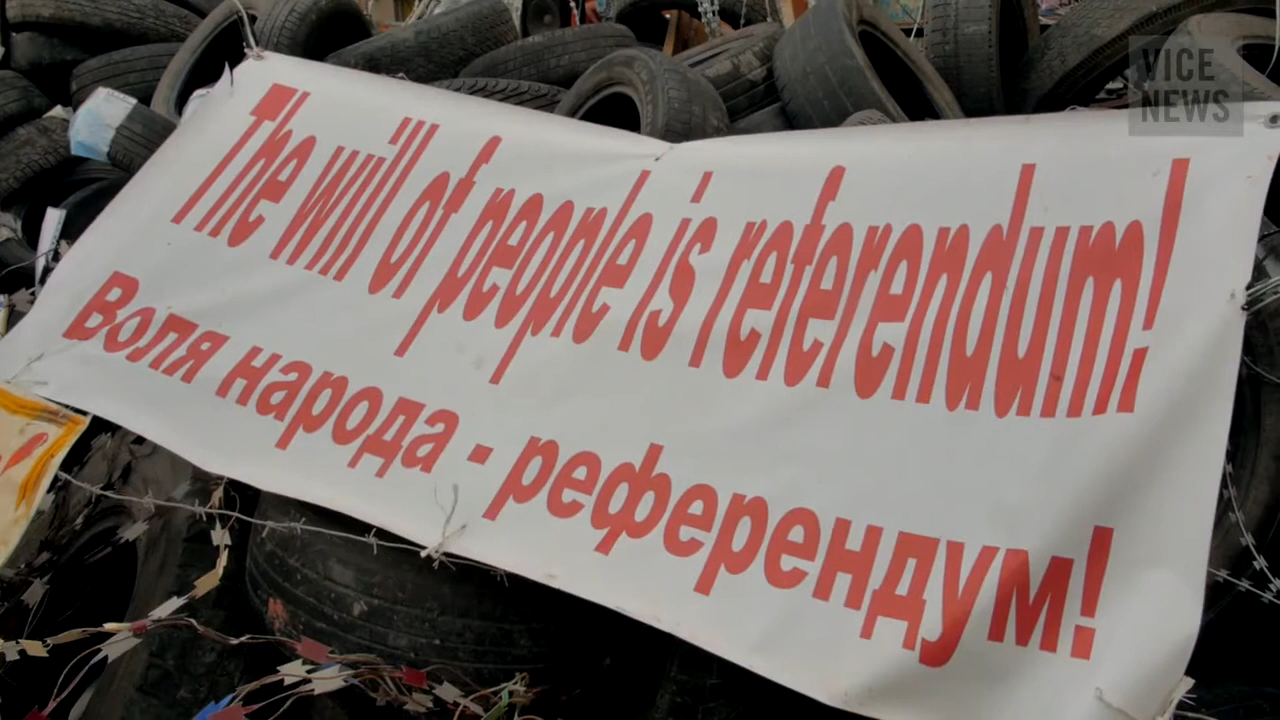 VICE
NEWS
The will of people is referendum!
Воля народа - референдум!